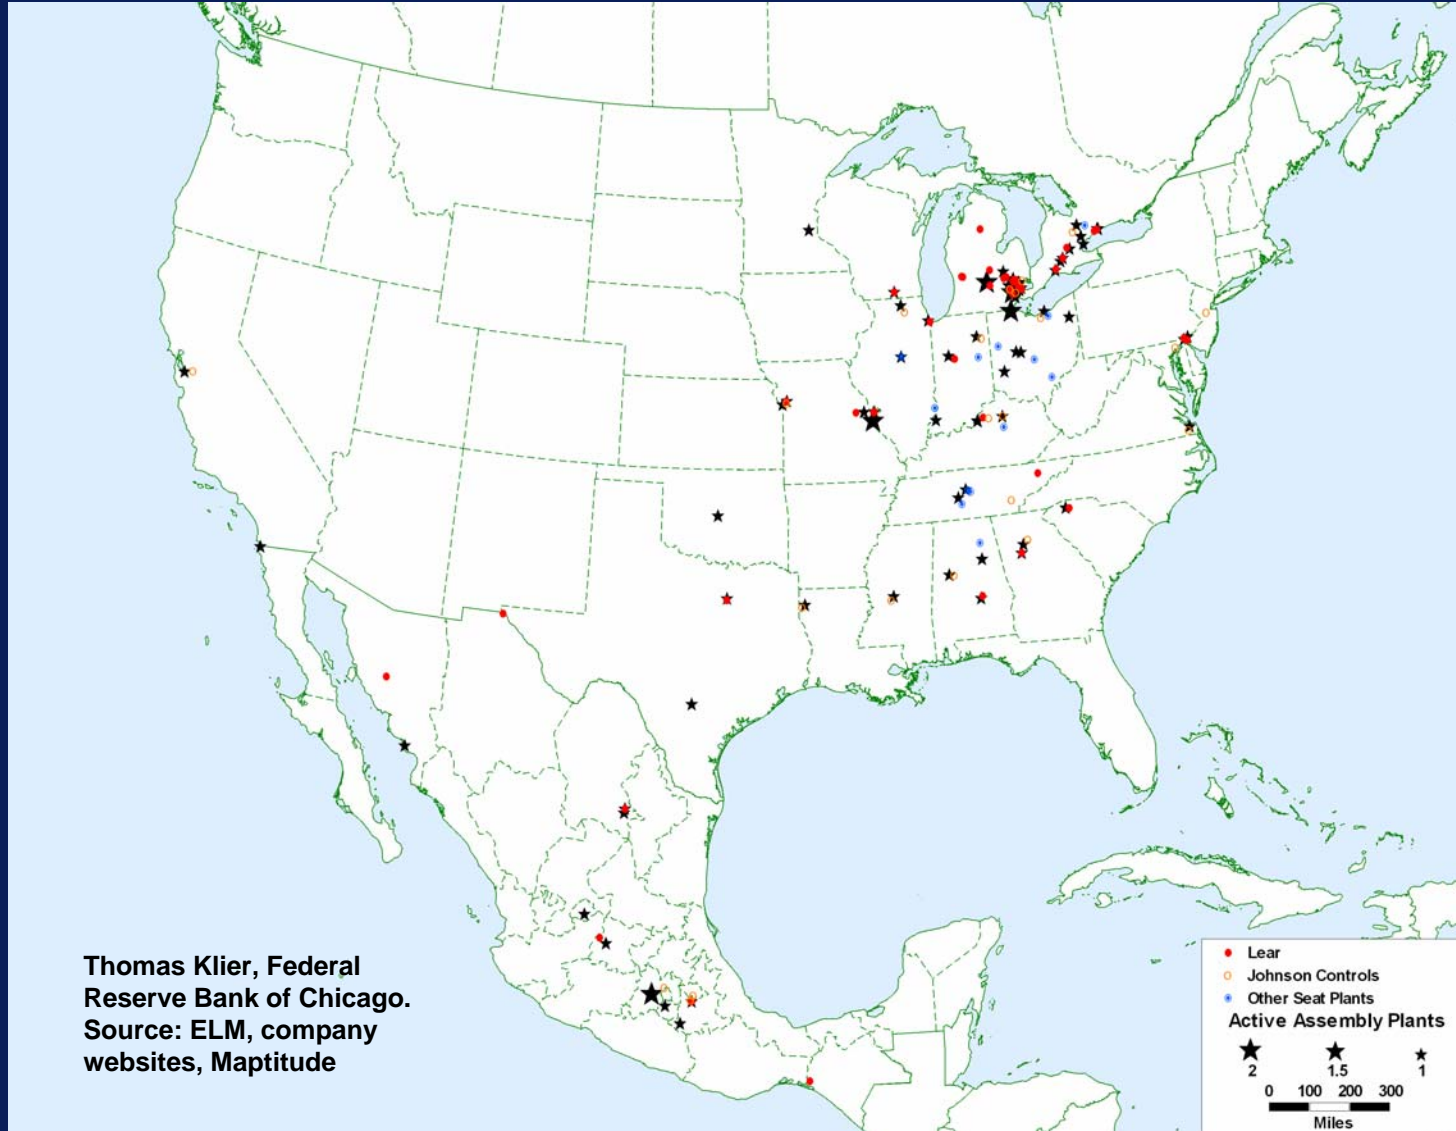 Thomas Klier, Federal
Reserve Bank of Chicago.
Source: ELM, company
websites, Maptitude
Lear
Johnson Controls
Other Seat Plants
Active Assembly Plants
2 1.5 1
0 100 200 300
Miles